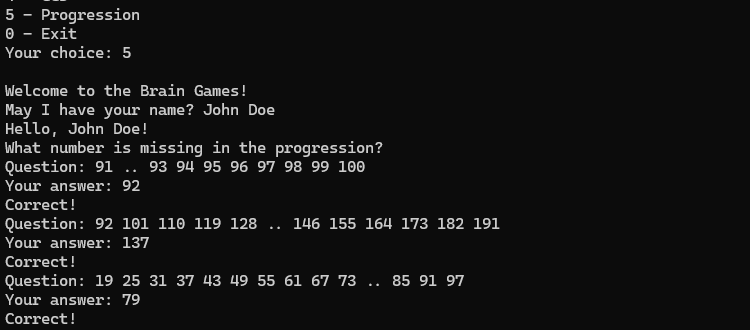 5 - Progression
0 - Exit
Your choice: 5
Welcome to the Brain Games!
May I have your name? John Doe
Hello, John Doe!
What number is missing in the progression?
Question: 91 .. 93 94 95 96 97 98 99 100
Your answer: 92
Correct!
Question: 92 101 110 119 128 .. 146 155 164 173 182 191
Your answer: 137
Correct!
Question: 19 25 31 37 43 49 55 61 67 73 .. 85 91 97
Your answer: 79
Correct!